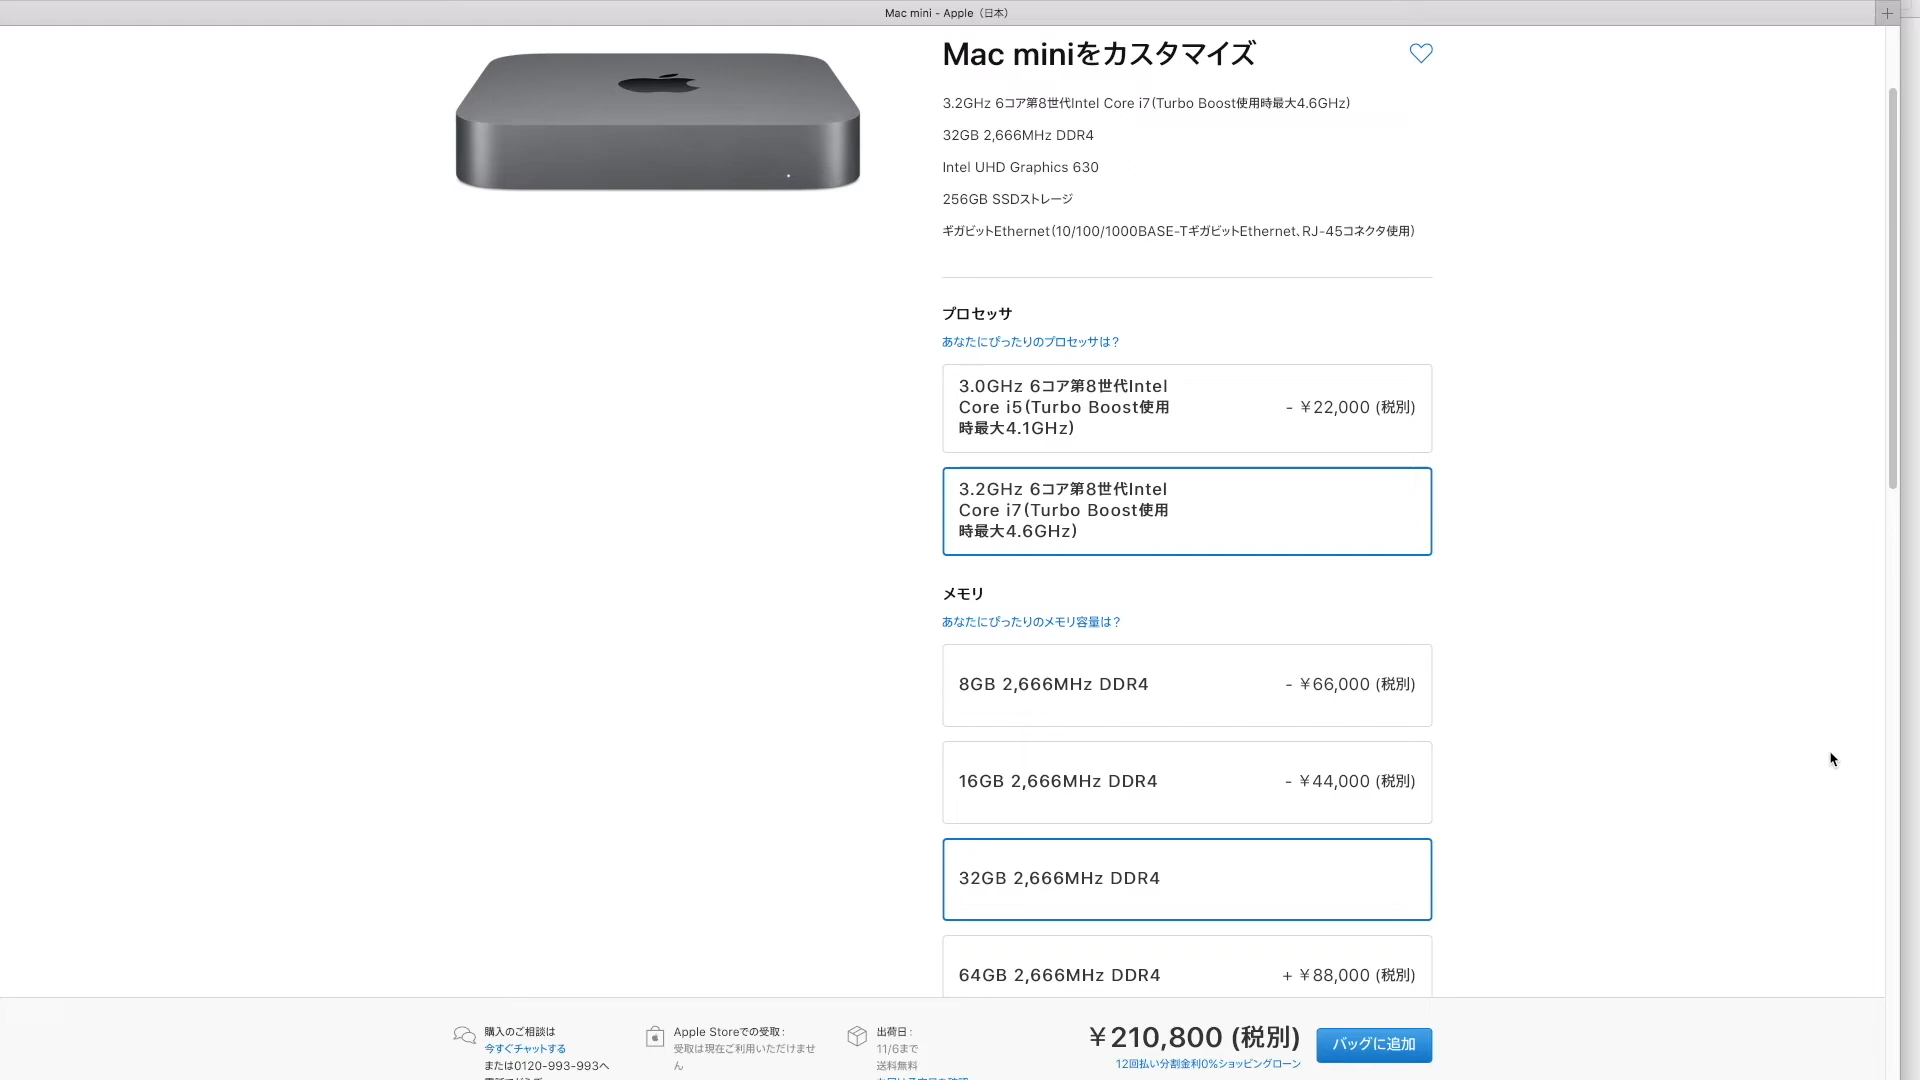 Mac mini - Apple（日本）
Mac miniをカスタマイズ
3.2GHz 6コア第8世代Intel Core i7(Turbo Boost使用時最大4.6GHz)
32GB 2,666MHz DDR4
Intel UHD Graphics 630
256GB SSDストレージ
ギガビットEthernet(10/100/1000BASE-TギガビットEthernet、RJ-45コネクタ使用)
プロセッサ
あなたにぴったりのプロセッサは？
3.0GHz 6コア第8世代Intel
Core i5(Turbo Boost使用
時最大4.1GHz)
- ￥22,000 (税別)
3.2GHz 6コア第8世代Intel
Core i7(Turbo Boost使用
時最大4.6GHz)
メモリ
あなたにぴったりのメモリ容量は？
8GB 2,666MHz DDR4
- ￥66,000 (税別)
16GB 2,666MHz DDR4
- ￥44,000 (税別)
32GB 2,666MHz DDR4
64GB 2,666MHz DDR4
+ ￥88,000 (税別)
購入のご相談は
今すぐチャットする
または0120-993-993へ
Apple Storeでの受取：
受取は現在ご利用いただけませ
ん
出荷日：
11/6まで
送料無料
￥210,800 (税別)
12回払い分割金利0%ショッピングローン
バッグに追加